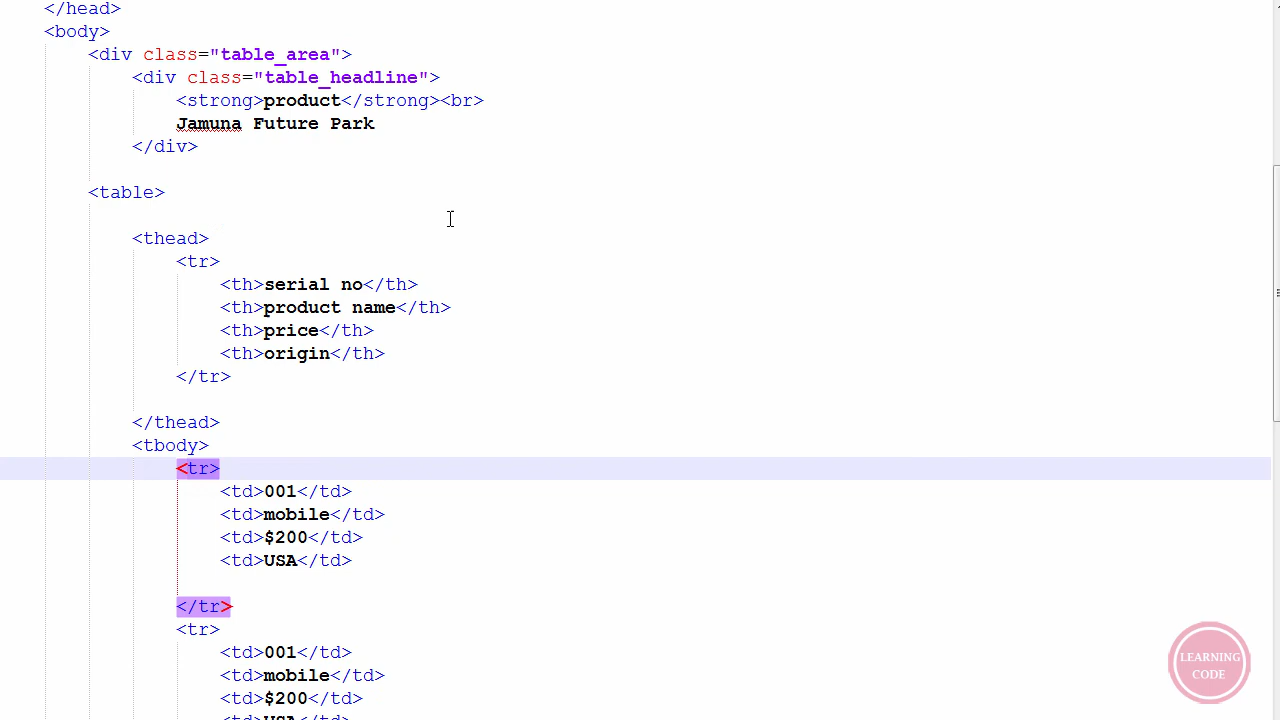 </head>
<body>
<div class="table_area">
<div class="table_headline">
<strong>product</strong><br>
Jamuna Future Park
</div>
<table>
<thead>
<tr>
<th>serial no</th>
<th>product name</th>
<th>price</th>
<th>origin</th>
</tr>
</thead>
<tbody>
<tr>
<td>001</td>
<td>mobile</td>
<td>$200</td>
<td>USA</td>
</tr>
<tr>
<td>001</td>
<td>mobile</td>
<td>$200</td>
<td>USA</td>
LEARNING
CODE